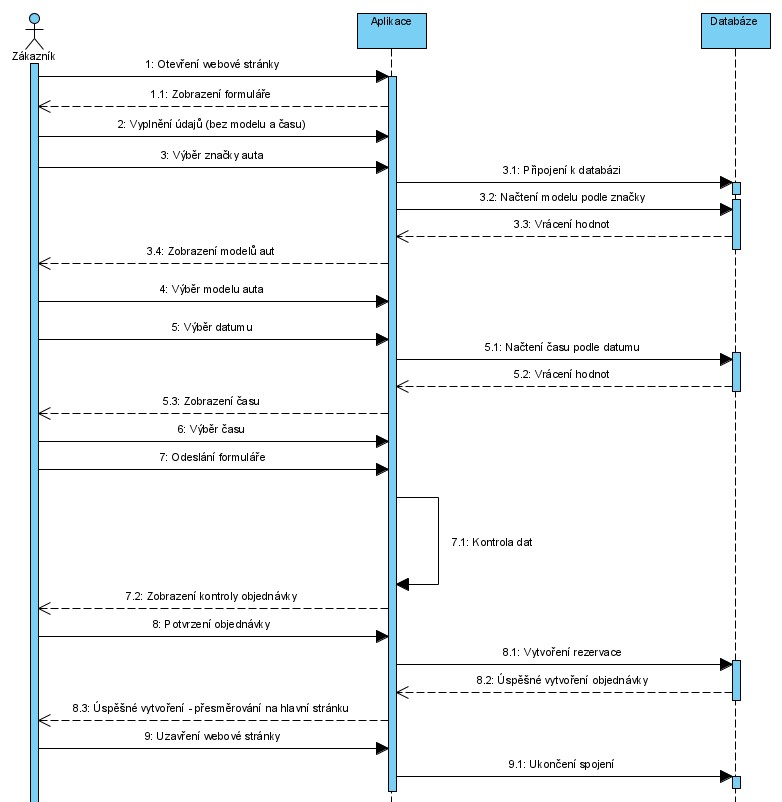 Aplikace
Databáze
Zákazník
1: Otevření webové stránky
1.1: Zobrazení formuláře
2: Vyplnění údajů (bez modelu a času)
3: Výběr značky auta
3.1: Připojení k databázi
3.2: Načtení modelu podle značky
3.3: Vrácení hodnot
3.4: Zobrazení modelů aut
4: Výběr modelu auta
5: Výběr datumu
5.1: Načtení času podle datumu
5.2: Vrácení hodnot
5.3: Zobrazení času
6: Výběr času
7: Odeslání formuláře
7.1: Kontrola dat
7.2: Zobrazení kontroly objednávky
8: Potvrzení objednávky
8.1: Vytvoření rezervace
8.2: Úspěšné vytvoření objednávky
8.3: Úspěšné vytvoření - přesměrování na hlavní stránku
9: Uzavření webové stránky
9.1: Ukončení spojení